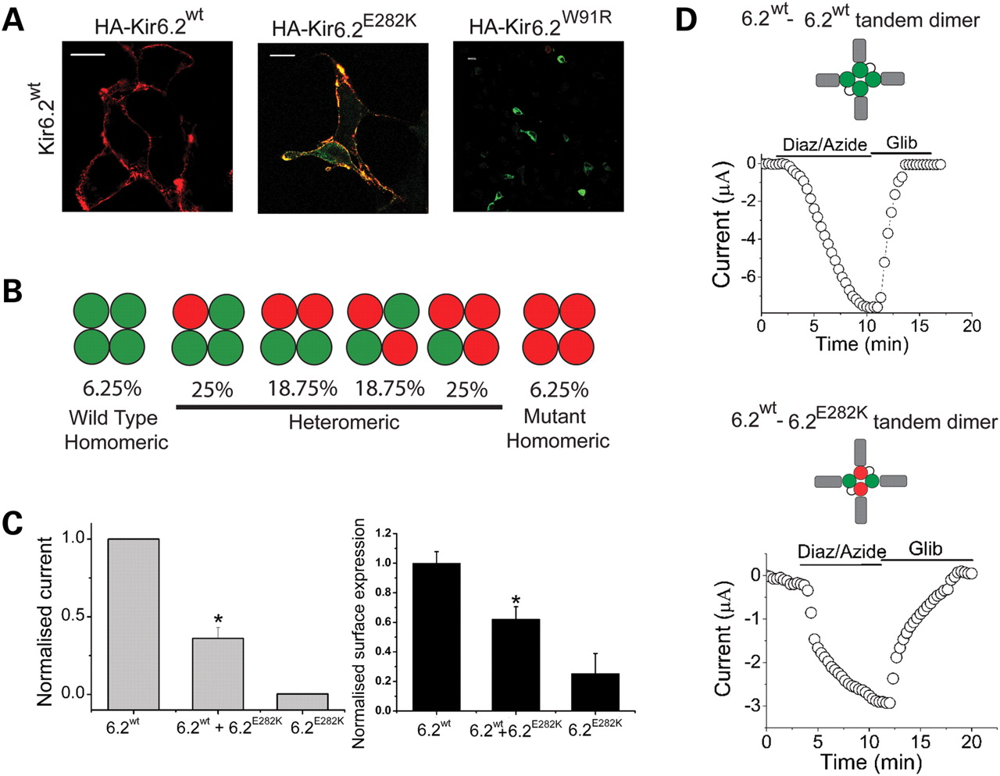 A
HA-Kir6.2wt
HA-Kir6.2E282K
HA-Kir6.2W91R
Kir6.2wt
B
6.25%
25%
18.75%
18.75%
25%
6.25%
Wild Type
Homomeric
Heteromeric
Mutant
Homomeric
C
Normalised current
1.0
0.5
0.0
6.2wt
6.2wt + 6.2E282K
6.2E282K
*
Normalised surface expression
1.2
1.0
0.8
0.6
0.4
0.2
0.0
6.2wt
6.2wt+6.2E282K
6.2E282K
*
D
6.2wt- 6.2wt tandem dimer
Diaz/Azide
Glib
Current (μA)
0
-2
-4
-6
0
5
10
15
20
Time (min)
6.2wt-6.2E282K tandem dimer
Diaz/Azide
Glib
Current (μA)
0
-1
-2
-3
0
5
10
15
20
Time (min)